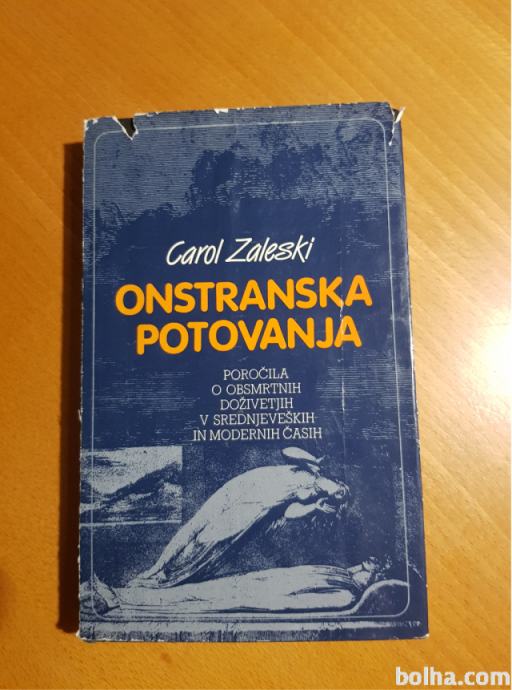 Carol Zaleski
ONSTRANSKA
POTOVANJA
POROČILA
O OBSMRTNIH
DOŽIVETJIH
V SREDNJEVEŠKIH
IN MODERNIH ČASIH
bolha.com